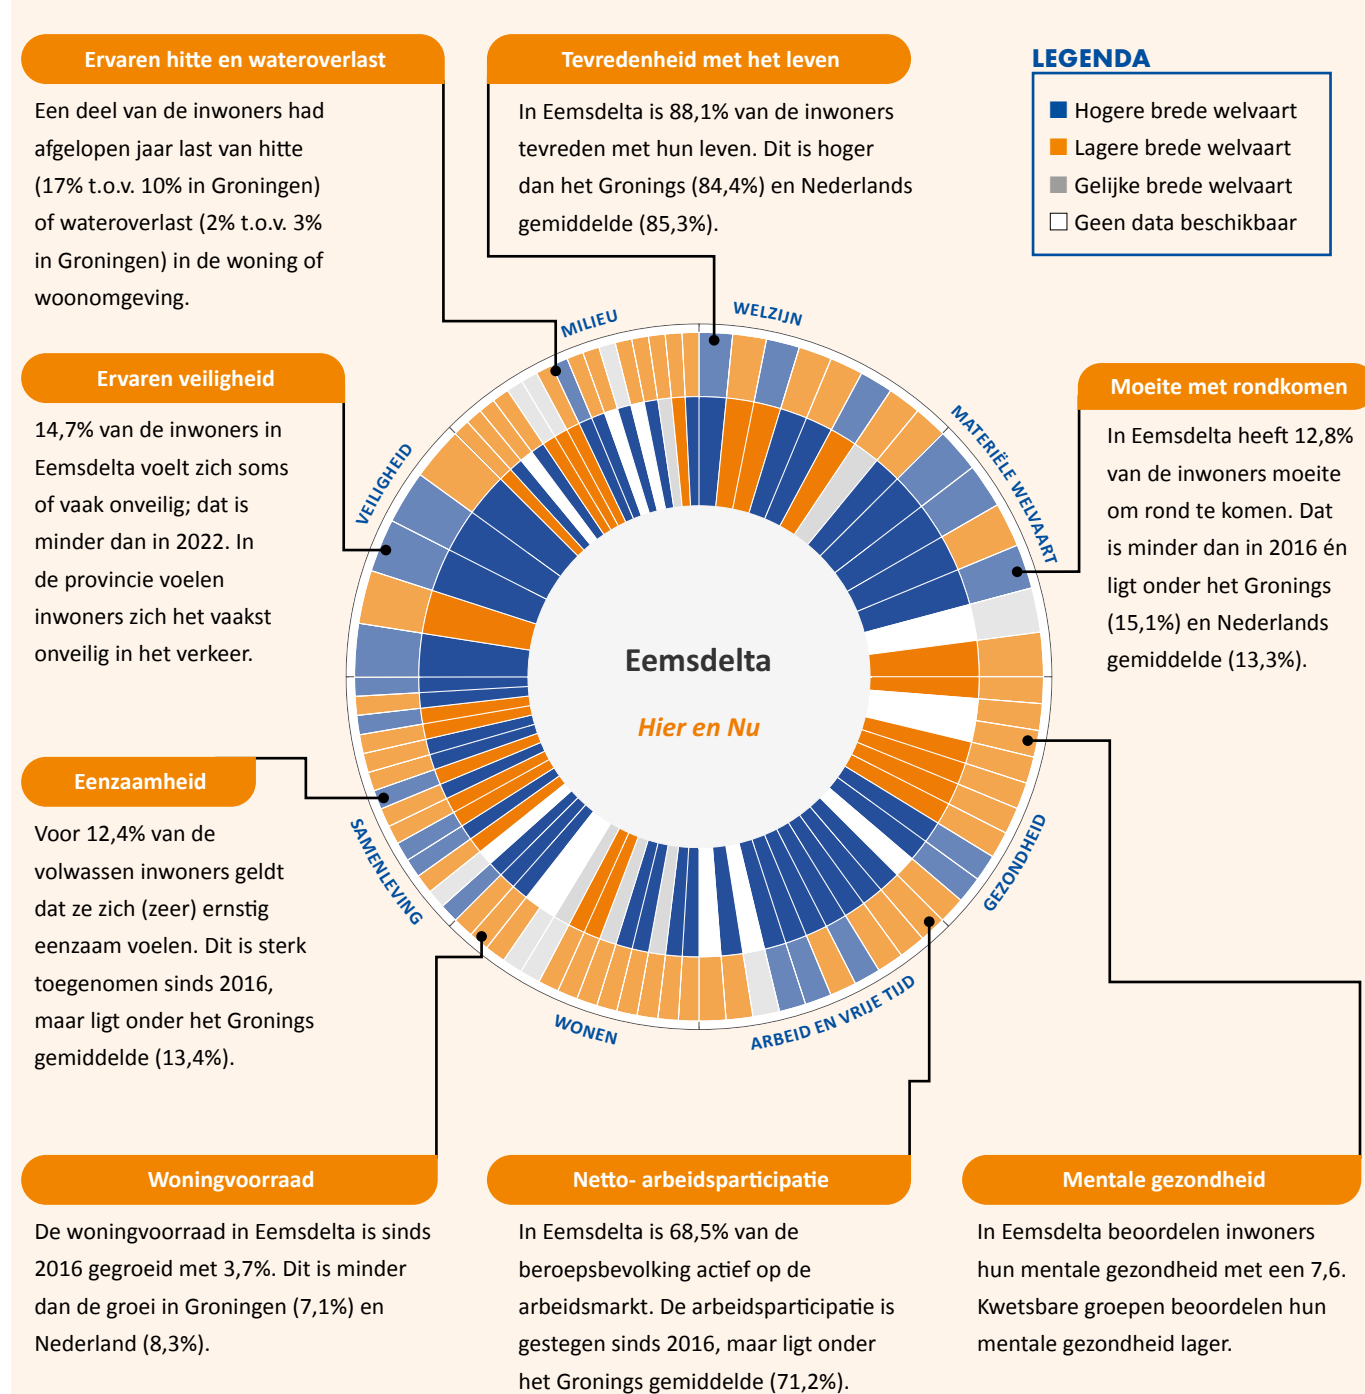 Ervaren hitte en wateroverlast
Een deel van de inwoners had
afgelopen jaar last van hitte
(17% t.o.v. 10% in Groningen)
of wateroverlast (2% t.o.v. 3%
in Groningen) in de woning of
woonomgeving.
Tevredenheid met het leven
In Eemsdelta is 88,1% van de inwoners
tevreden met hun leven. Dit is hoger
dan het Gronings (84,4%) en Nederlands
gemiddelde (85,3%).
LEGENDA
Hogere brede welvaart
Lagere brede welvaart
Gelijke brede welvaart
Geen data beschikbaar
Ervaren veiligheid
14,7% van de inwoners in
Eemsdelta voelt zich soms
of vaak onveilig; dat is
minder dan in 2022. In
de provincie voelen
inwoners zich het vaakst
onveilig in het verkeer.
MILIEU
WELZIJN
MATERIËLE WELVAART
GEZONDHEID
ARBEID EN VRIJE TIJD
WONEN
SAMENLEVING
VEILIGHEID
Eemsdelta
Hier en Nu
Moeite met rondkomen
In Eemsdelta heeft 12,8%
van de inwoners moeite
om rond te komen. Dat
is minder dan in 2016 én
ligt onder het Gronings
(15,1%) en Nederlands
gemiddelde (13,3%).
Eenzaamheid
Voor 12,4% van de
volwassen inwoners geldt
dat ze zich (zeer) ernstig
eenzaam voelen. Dit is sterk
toegenomen sinds 2016,
maar ligt onder het Gronings
gemiddelde (13,4%).
Woningvoorraad
De woningvoorraad in Eemsdelta is sinds
2016 gegroeid met 3,7%. Dit is minder
dan de groei in Groningen (7,1%) en
Nederland (8,3%).
Netto- arbeidsparticipatie
In Eemsdelta is 68,5% van de
beroepsbevolking actief op de
arbeidsmarkt. De arbeidsparticipatie is
gestegen sinds 2016, maar ligt onder
het Gronings gemiddelde (71,2%).
Mentale gezondheid
In Eemsdelta beoordelen inwoners
hun mentale gezondheid met een 7,6.
Kwetsbare groepen beoordelen hun
mentale gezondheid lager.